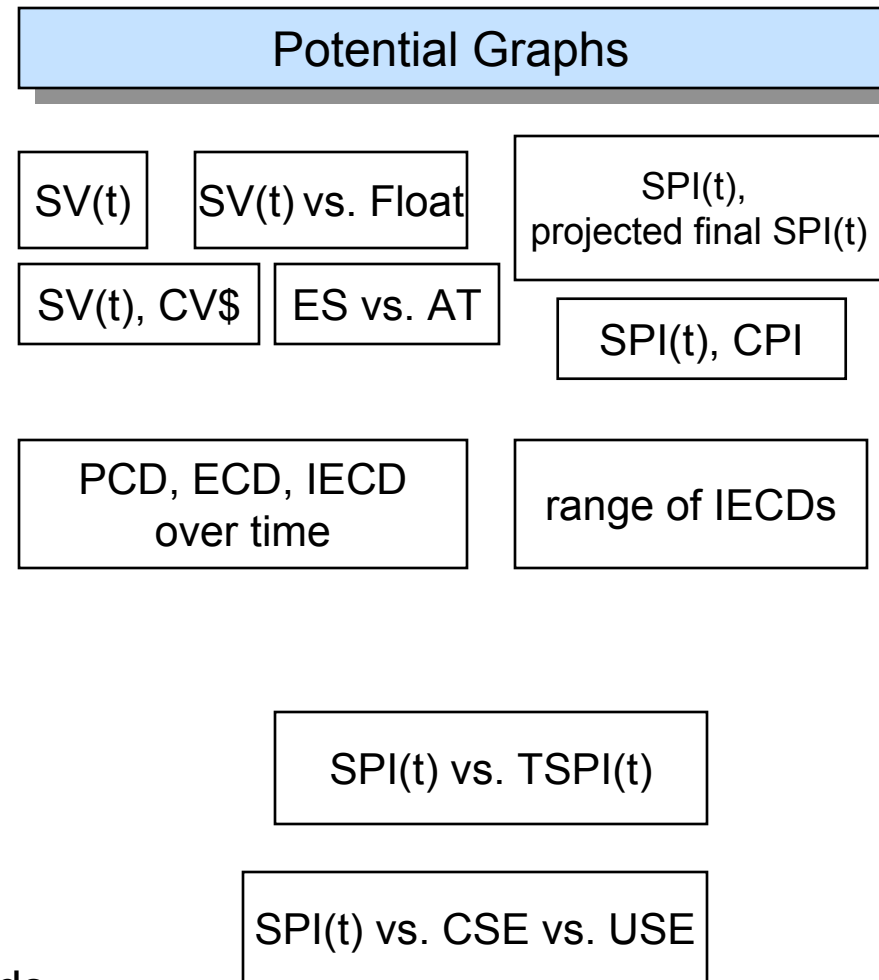 Potential Graphs
SV(t)
SV(t) vs. Float
SPI(t),
projected final SPI(t)
SV(t), CV$
ES vs. AT
SPI(t), CPI
PCD, ECD, IECD
over time
range of IECDs
SPI(t) vs. TSPI(t)
SPI(t) vs. CSE vs. USE